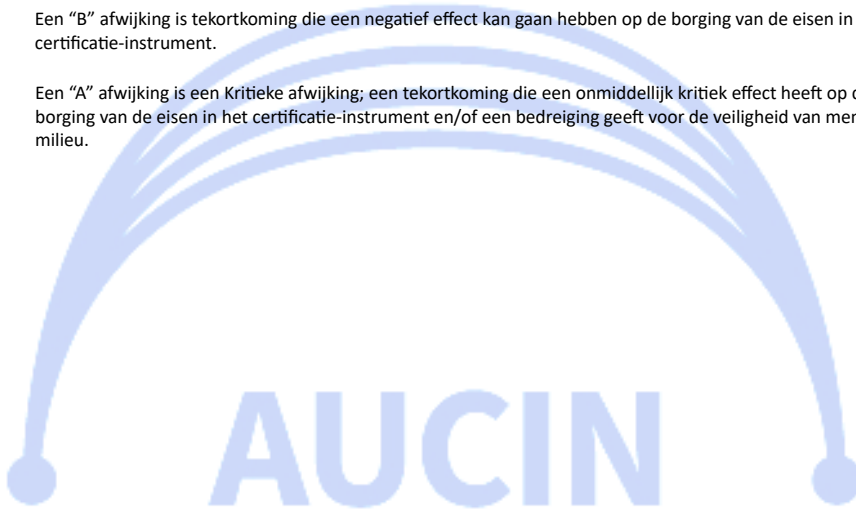 Een “B” afwijking is tekortkoming die een negatief effect kan gaan hebben op de borging van de eisen in
certificatie-instrument.
Een “A” afwijking is een Kritieke afwijking; een tekortkoming die een onmiddellijk kritiek effect heeft op
borging van de eisen in het certificatie-instrument en/of een bedreiging geeft voor de veiligheid van
milieu.
AUCIN